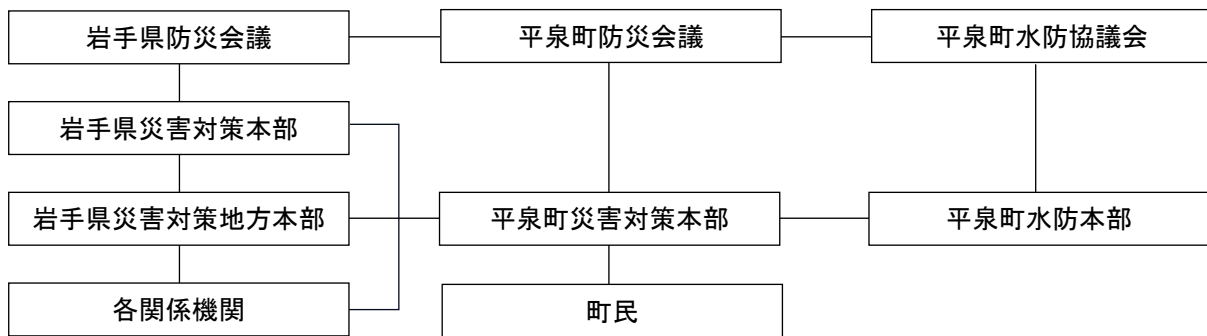 岩手県防災会議
平泉町防災会議
平泉町水防協議会
岩手県災害対策本部
岩手県災害対策地方本部
平泉町災害対策本部
平泉町水防本部
各関係機関
町民